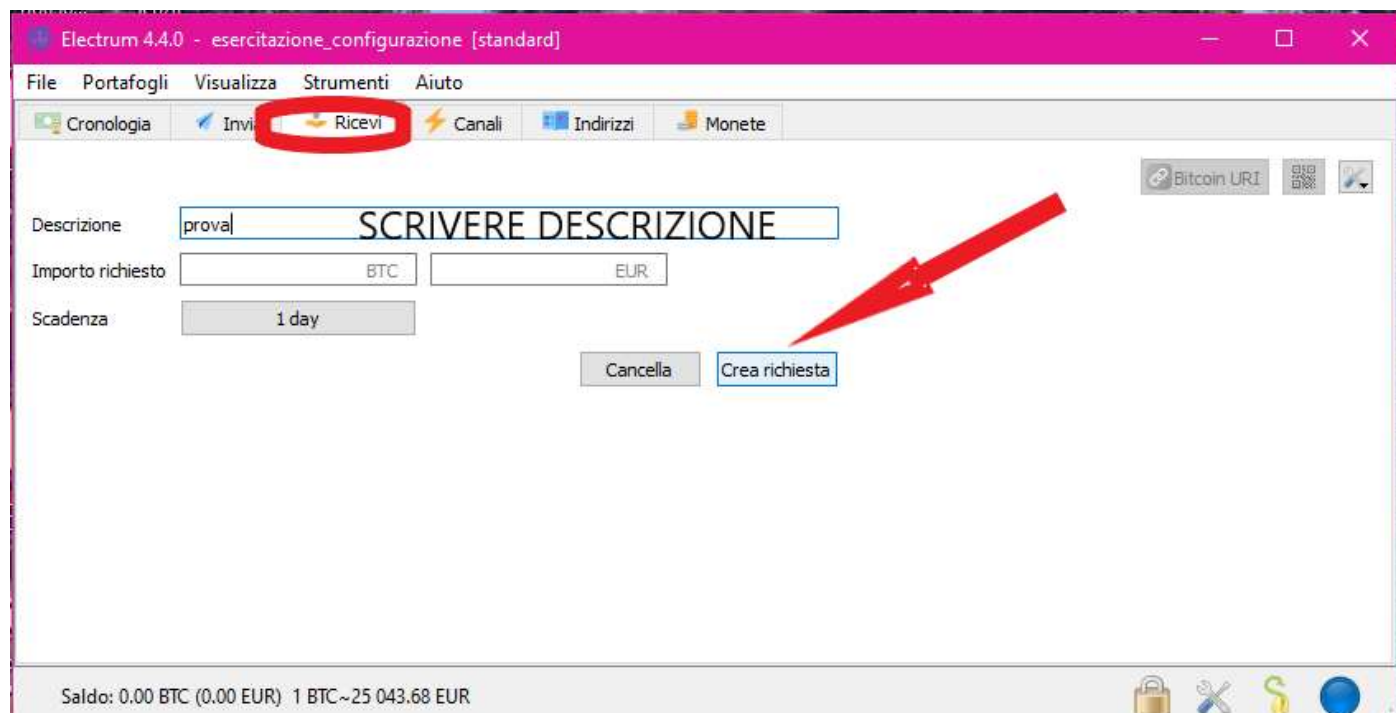 Electrum 4.4.0 - esercitazione_configurazione [standard]
File Portafogli Visualizza Strumenti Aiuto
Cronologia Invia Ricevi Canali Indirizzi Monete
Bitcoin URI
Descrizione prova SCRIVERE DESCRIZIONE
Importo richiesto BTC EUR
Scadenza 1 day
Cancella Crea richiesta
Saldo: 0.00 BTC (0.00 EUR) 1 BTC~25 043.68 EUR